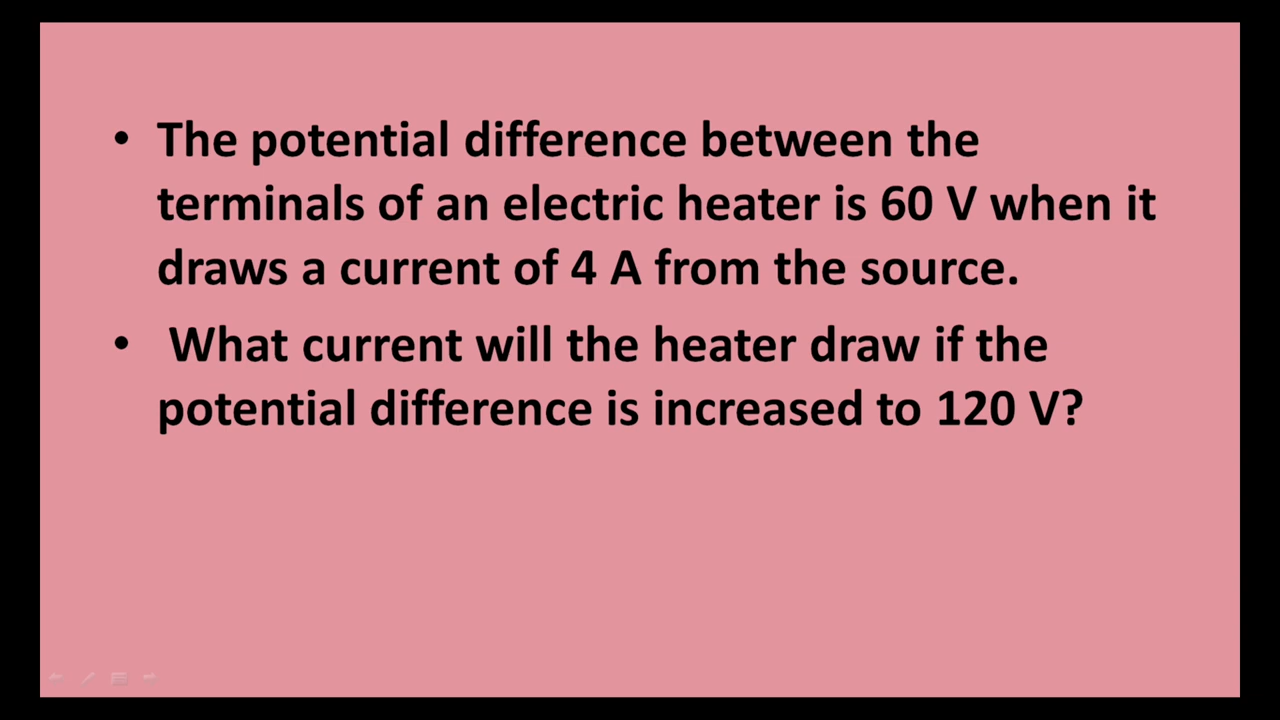 • The potential difference between the
terminals of an electric heater is 60 V when it
draws a current of 4 A from the source.
• What current will the heater draw if the
potential difference is increased to 120 V?